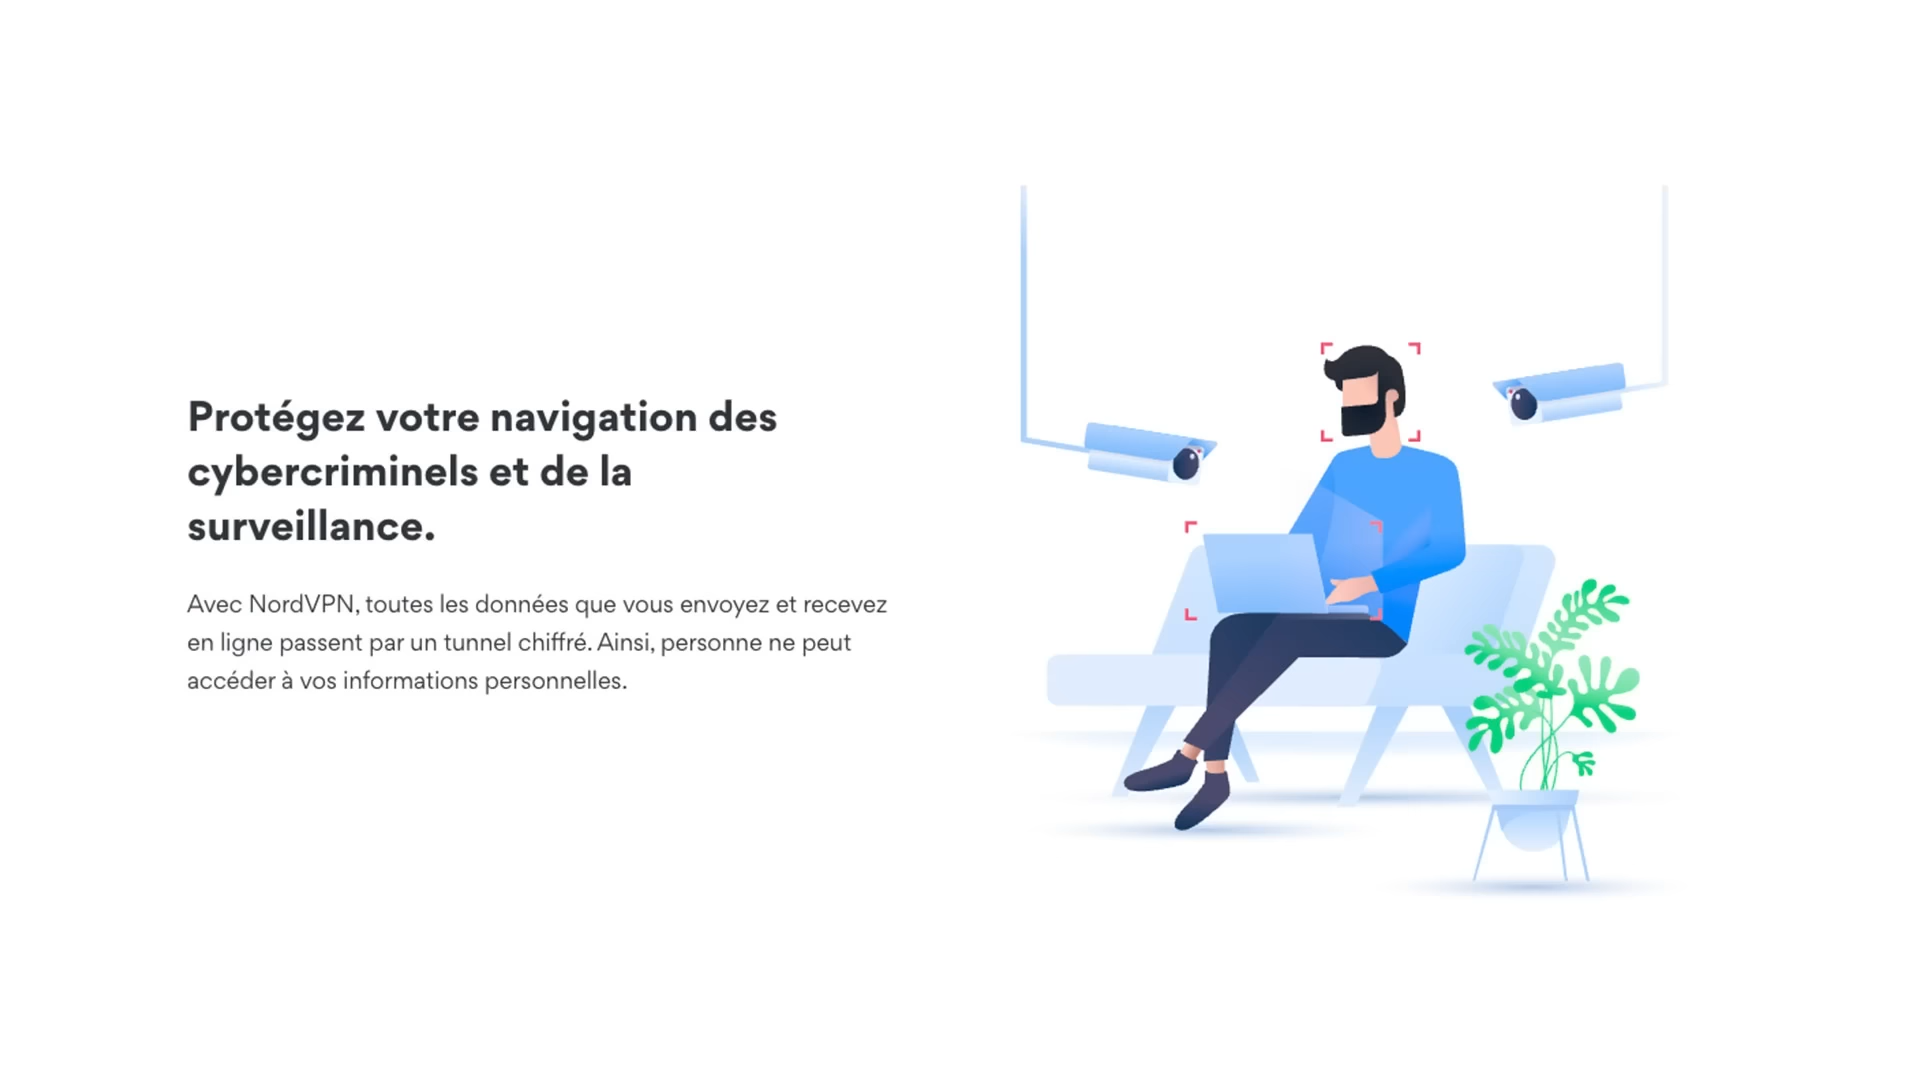 Protégez votre navigation des
cybercriminels et de la
surveillance.
Avec NordVPN, toutes les données que vous envoyez et recevez
en ligne passent par un tunnel chiffré. Ainsi, personne ne peut
accéder à vos informations personnelles.